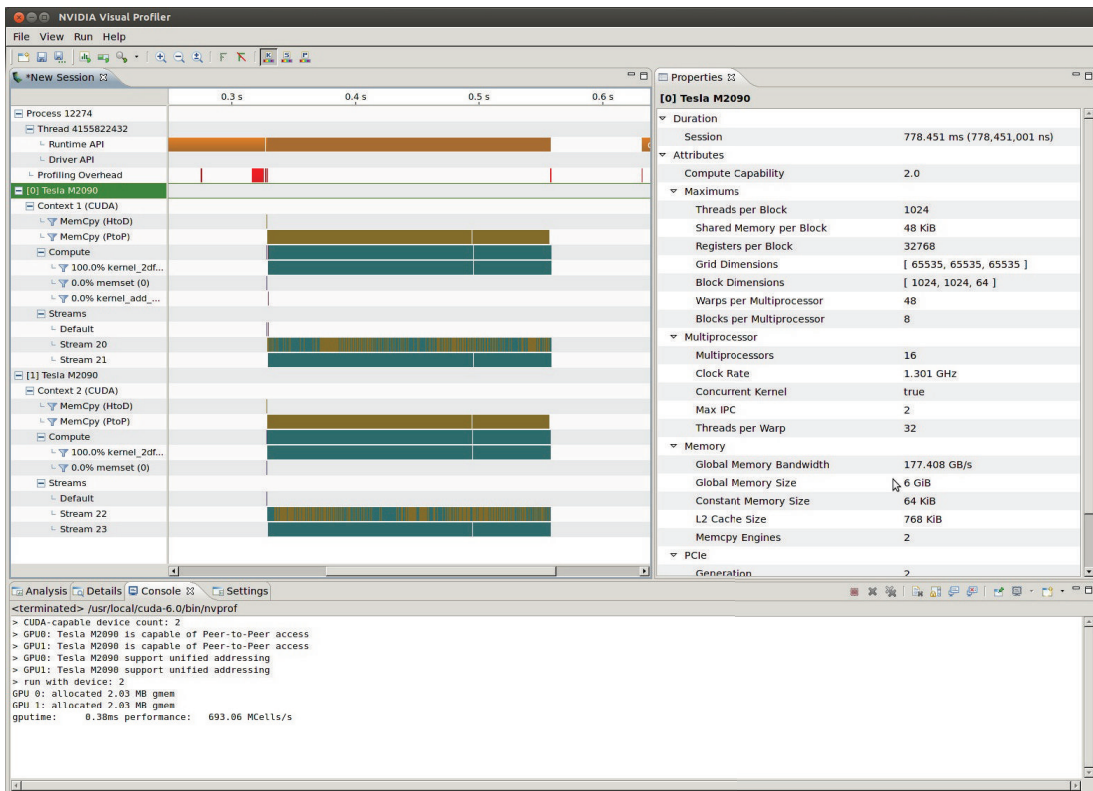 NVIDIA Visual Profiler
File View Run Help
*New Session
0.3 s 0.4 s 0.5 s 0.6 s
Process 12274
Thread 4155822432
Runtime API
Driver API
Profiling Overhead
[0] Tesla M2090
Context 1 (CUDA)
MemCpy (HtoD)
MemCpy (PtoP)
Compute
100.0% kernel_2df...
0.0% memset (0)
0.0% kernel_add_...
Streams
Default
Stream 20
Stream 21
[1] Tesla M2090
Context 2 (CUDA)
MemCpy (HtoD)
MemCpy (PtoP)
Compute
100.0% kernel_2df...
0.0% memset (0)
Streams
Default
Stream 22
Stream 23
Properties
[0] Tesla M2090
Duration
Session 778.451 ms (778,451,001 ns)
Attributes
Compute Capability 2.0
Maximums
Threads per Block 1024
Shared Memory per Block 48 KiB
Registers per Block 32768
Grid Dimensions [ 65535, 65535, 65535 ]
Block Dimensions [ 1024, 1024, 64 ]
Warps per Multiprocessor 48
Blocks per Multiprocessor 8
Multiprocessor
Multiprocessors 16
Clock Rate 1.301 GHz
Concurrent Kernel true
Max IPC 2
Threads per Warp 32
Memory
Global Memory Bandwidth 177.408 GB/s
Global Memory Size 6 GiB
Constant Memory Size 64 KiB
L2 Cache Size 768 KiB
Memcpy Engines 2
PCIe
Generation 2
Analysis Details Console Settings
<terminated> /usr/local/cuda-6.0/bin/nvprof
> CUDA-capable device count: 2
> GPU0: Tesla M2090 is capable of Peer-to-Peer access
> GPU1: Tesla M2090 is capable of Peer-to-Peer access
> GPU0: Tesla M2090 support unified addressing
> GPU1: Tesla M2090 support unified addressing
> run with device: 2
GPU 0: allocated 2.03 MB gmem
GPU 1: allocated 2.03 MB gmem
gputime: 0.38ms performance: 693.06 MCells/s